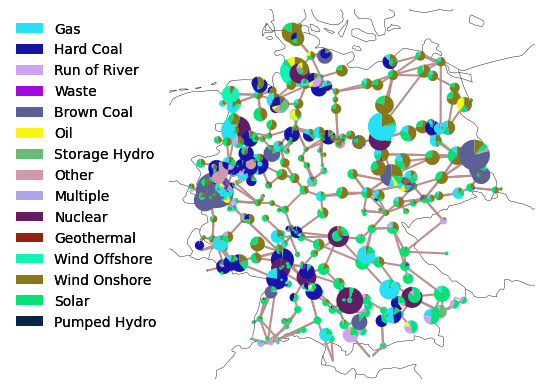 Gas
Hard Coal
Run of River
Waste
Brown Coal
Oil
Storage Hydro
Other
Multiple
Nuclear
Geothermal
Wind Offshore
Wind Onshore
Solar
Pumped Hydro